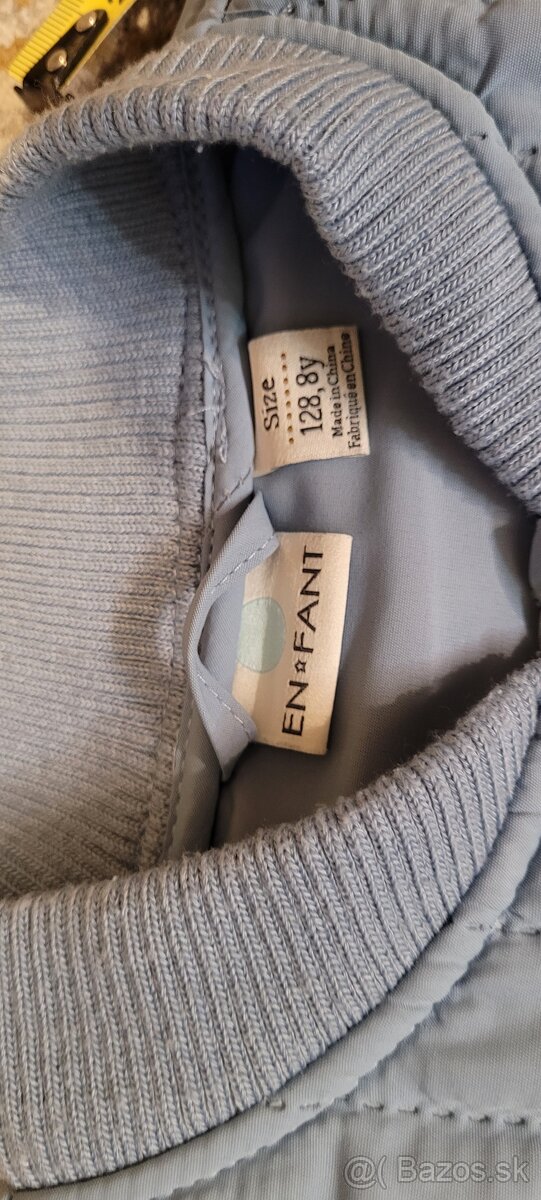 Size
128,8y
Made in China
Fabriqué en Chine
EN☆FANT
@( Bazos.sk